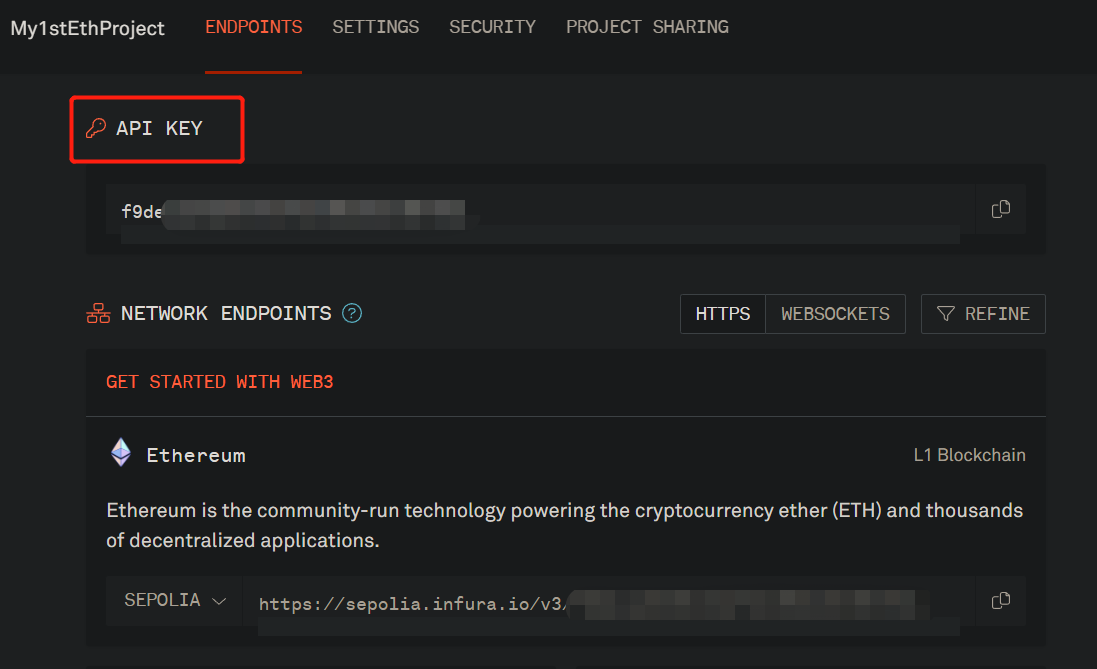 My1stEthProject ENDPOINTS SETTINGS SECURITY PROJECT SHARING
API KEY
f9de
NETWORK ENDPOINTS ? HTTPS WEBSOCKETS REFINE
GET STARTED WITH WEB3
Ethereum L1 Blockchain
Ethereum is the community-run technology powering the cryptocurrency ether (ETH) and thousands
of decentralized applications.
SEPOLIA https://sepolia.infura.io/v3/